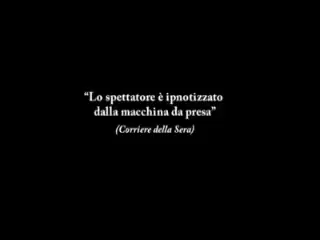 “Lo spettatore è ipnotizzato
dalla macchina da presa”
(Corriere della Sera)